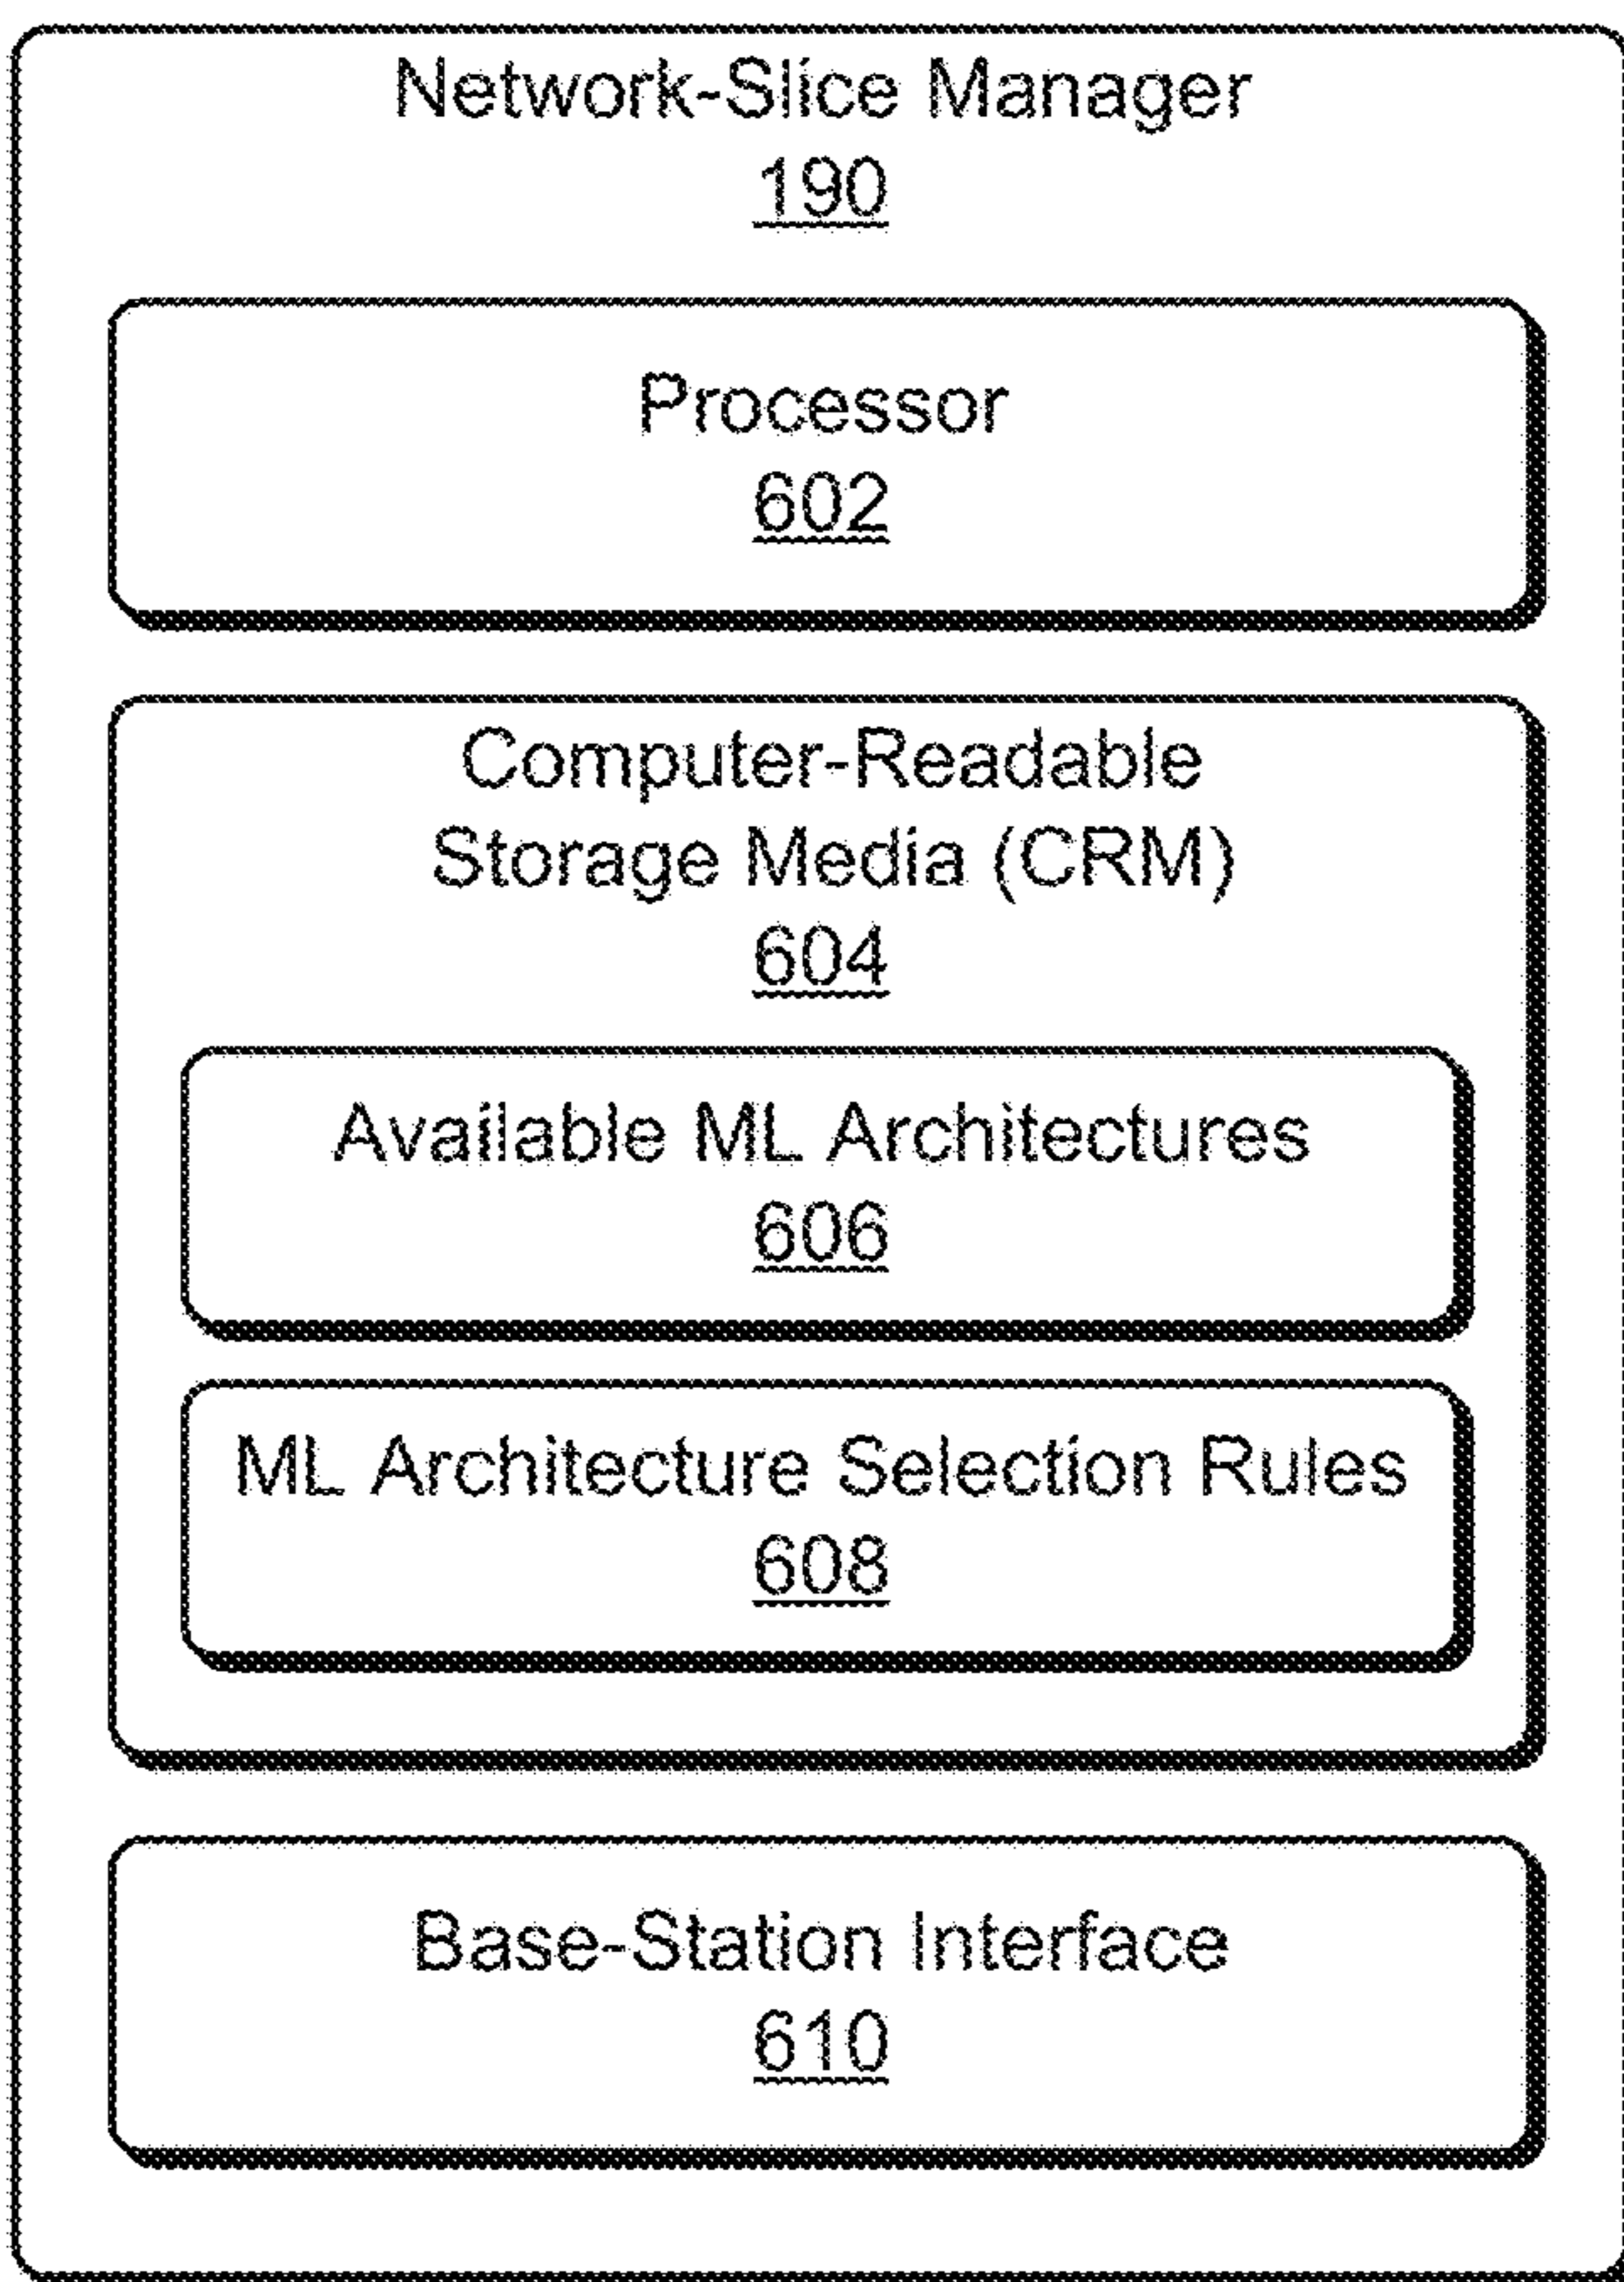 Network-Slice Manager
190
Processor
602
Computer-Readable
Storage Media (CRM)
604
Available ML Architectures
606
ML Architecture Selection Rules
608
Base-Station Interface
610